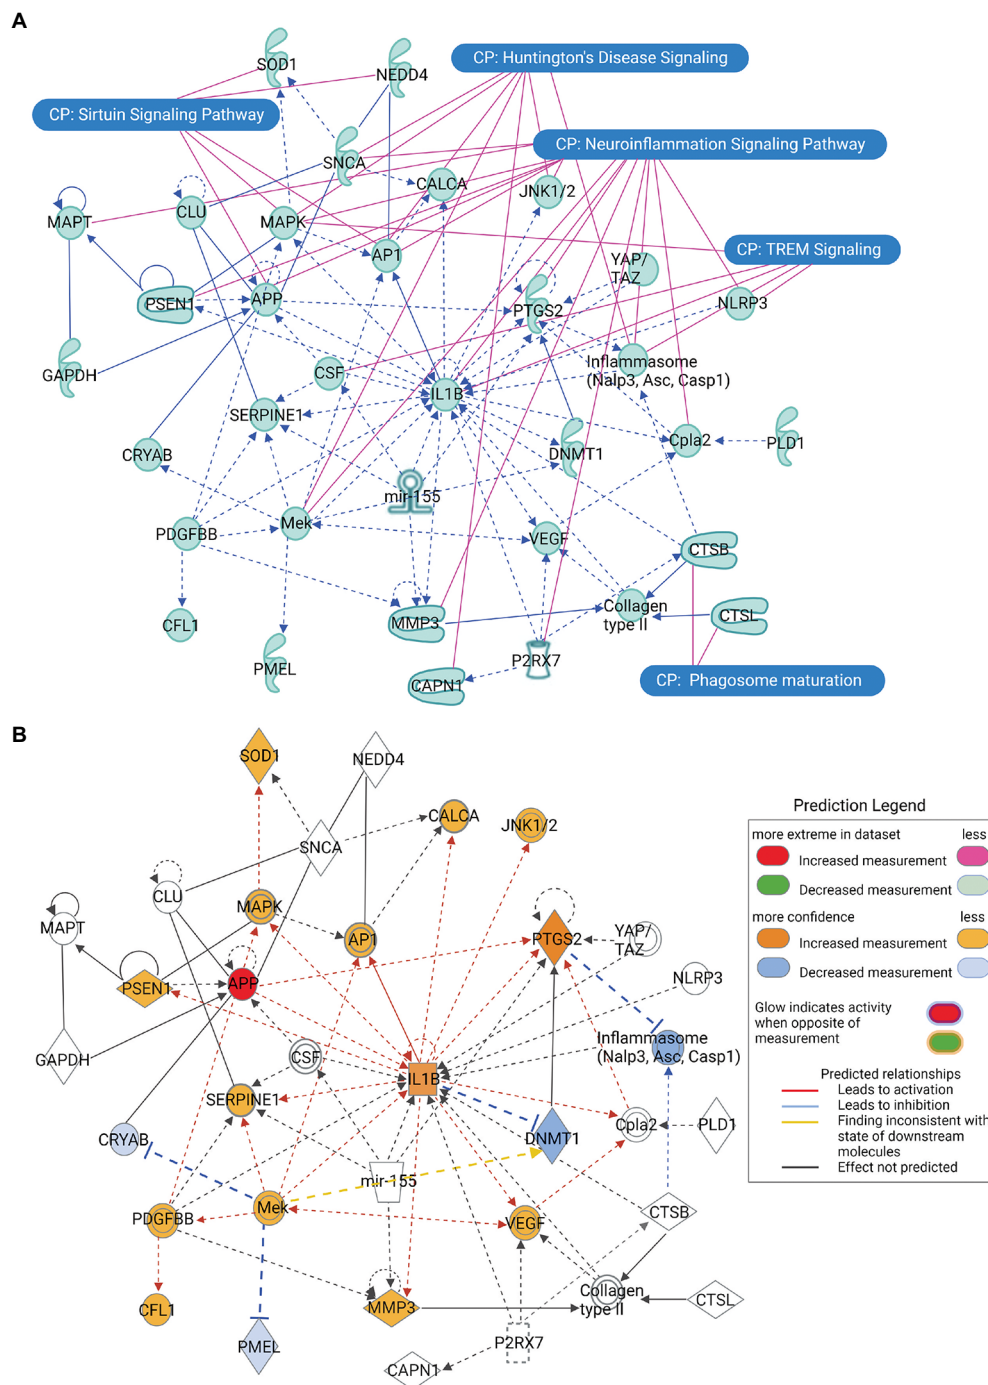 A
SOD1
NEDD4
CP: Huntington's Disease Signaling
CP: Sirtuin Signaling Pathway
CP: Neuroinflammation Signaling Pathway
SNCA
CALCA
JNK1/2
MAPT
CLU
MAPK
AP1
CP: TREM Signaling
YAP/
TAZ
PSEN1
APP
PTGS2
NLRP3
GAPDH
CSF
IL1B
Inflammasome
(Nalp3, Asc, Casp1)
SERPINE1
CRYAB
DNMT1
Cpla2
PLD1
mir-155
PDGFBB
Mek
VEGF
CTSB
CFL1
MMP3
Collagen
type II
CTSL
PMEL
CAPN1
P2RX7
CP: Phagosome maturation
B
SOD1
NEDD4
CALCA
JNK1/2
SNCA
CLU
MAPT
MAPK
AP1
PTGS2
YAP/
TAZ
PSEN1
APP
NLRP3
GAPDH
CSF
IL1B
Inflammasome
(Nalp3, Asc, Casp1)
SERPINE1
CRYAB
DNMT1
Cpla2
PLD1
mir-155
PDGFBB
Mek
VEGF
CTSB
CFL1
MMP3
Collagen
type II
CTSL
PMEL
CAPN1
P2RX7
Prediction Legend
more extreme in dataset less
Increased measurement
Decreased measurement
more confidence less
Increased measurement
Decreased measurement
Glow indicates activity
when opposite of
measurement
Predicted relationships
Leads to activation
Leads to inhibition
Finding inconsistent with
state of downstream
molecules
Effect not predicted